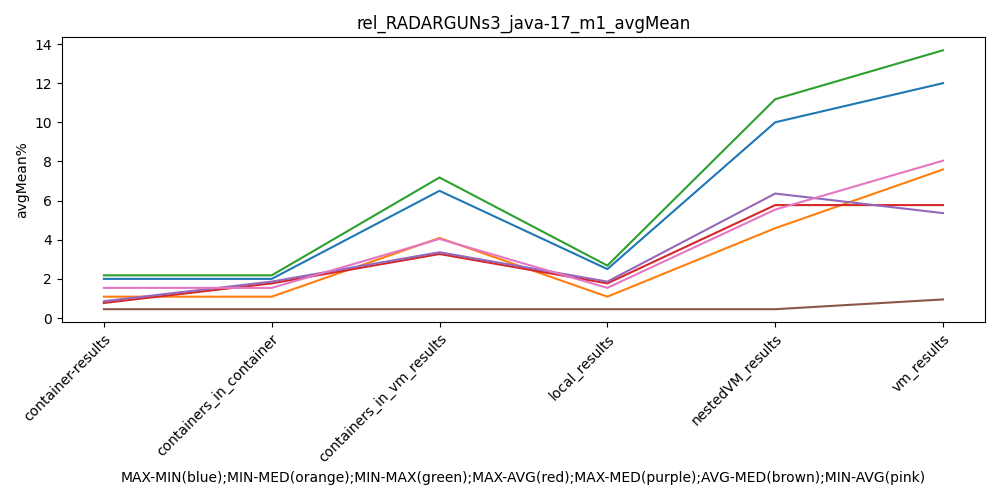 rel_RADARGUNs3_java-17_m1_avgMean
avgMean%
14
12
10
8
6
4
2
0
container-results
containers_in_container
containers_in_vm_results
local_results
nestedVM_results
vm_results
MAX-MIN(blue);MIN-MED(orange);MIN-MAX(green);MAX-AVG(red);MAX-MED(purple);AVG-MED(brown);MIN-AVG(pink)